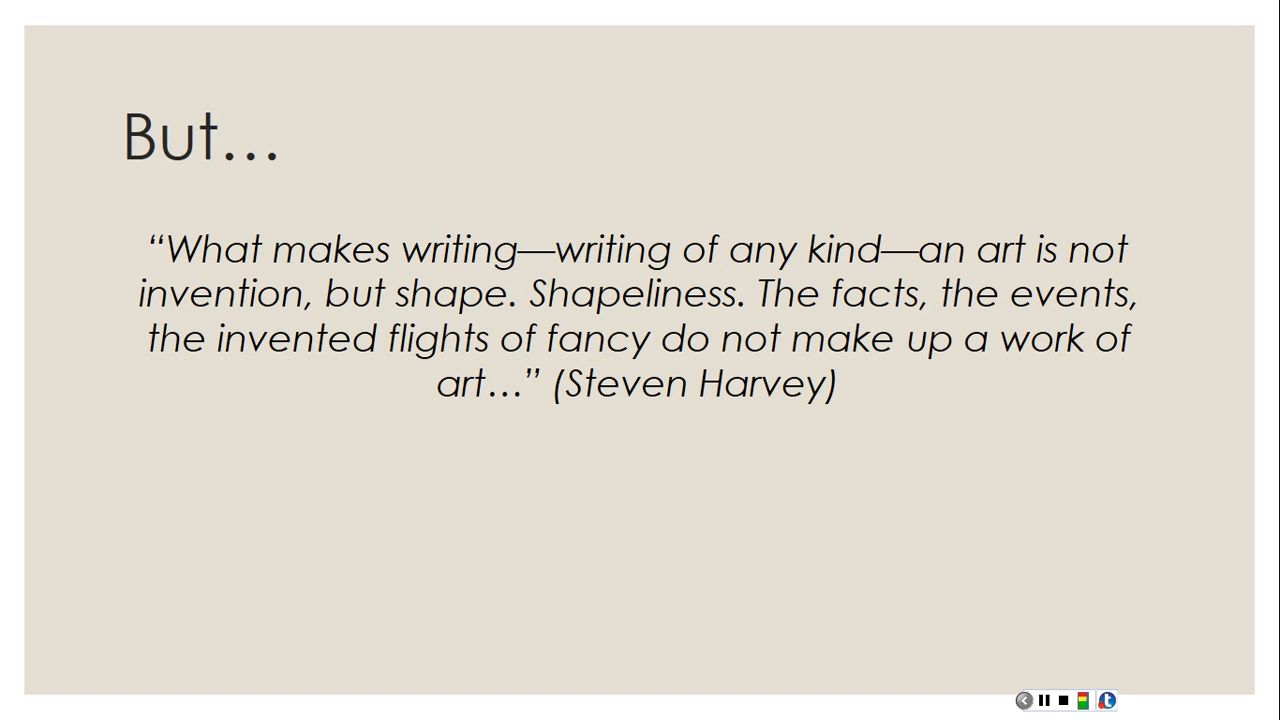 But…
“What makes writing—writing of any kind—an art is not
invention, but shape. Shapeliness. The facts, the events,
the invented flights of fancy do not make up a work of
art…” (Steven Harvey)